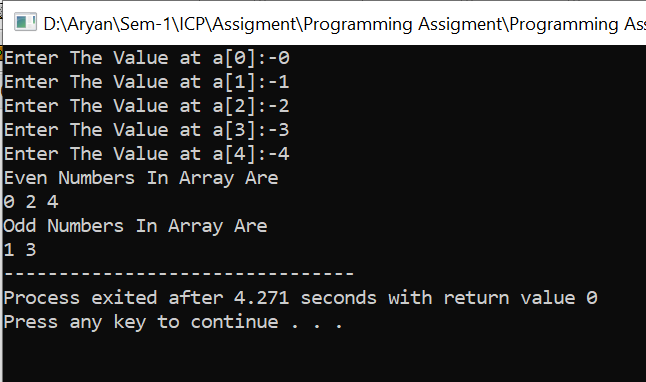 D:\Aryan\Sem-1\ICP\Assigment\Programming Assigment\Programming Ass
Enter The Value at a[0]:-0
Enter The Value at a[1]:-1
Enter The Value at a[2]:-2
Enter The Value at a[3]:-3
Enter The Value at a[4]:-4
Even Numbers In Array Are
0 2 4
Odd Numbers In Array Are
1 3
--------------------------------
Process exited after 4.271 seconds with return value 0
Press any key to continue . . .